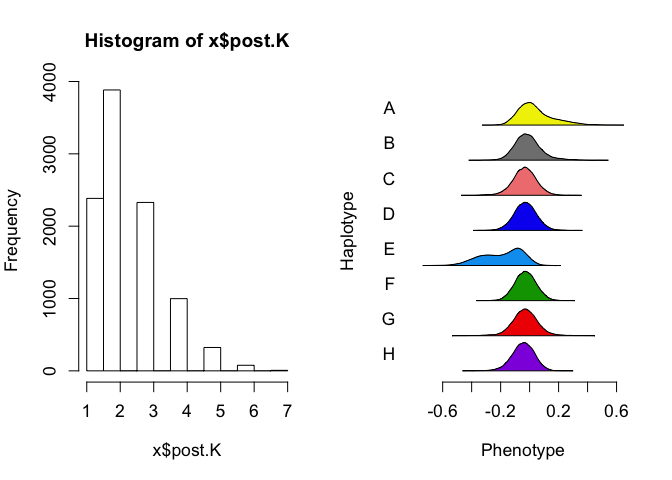 Histogram of x$post.K
Frequency
0
1000
2000
3000
4000
1 2 3 4 5 6 7
x$post.K
Haplotype
A
B
C
D
E
F
G
H
-0.6 -0.2 0.2 0.6
Phenotype